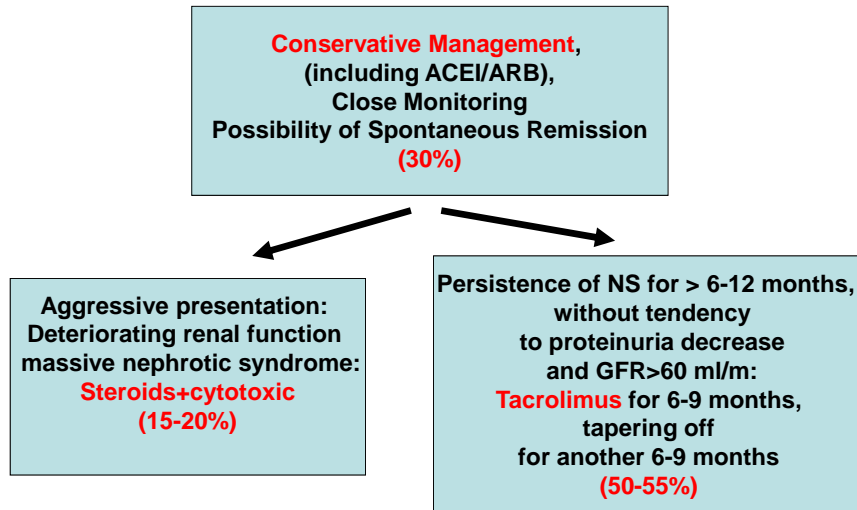 Conservative Management,
(including ACEI/ARB),
Close Monitoring
Possibility of Spontaneous Remission
(30%)
Aggressive presentation:
Deteriorating renal function
massive nephrotic syndrome:
Steroids+cytotoxic
(15-20%)
Persistence of NS for > 6-12 months,
without tendency
to proteinuria decrease
and GFR>60 ml/m:
Tacrolimus for 6-9 months,
tapering off
for another 6-9 months
(50-55%)